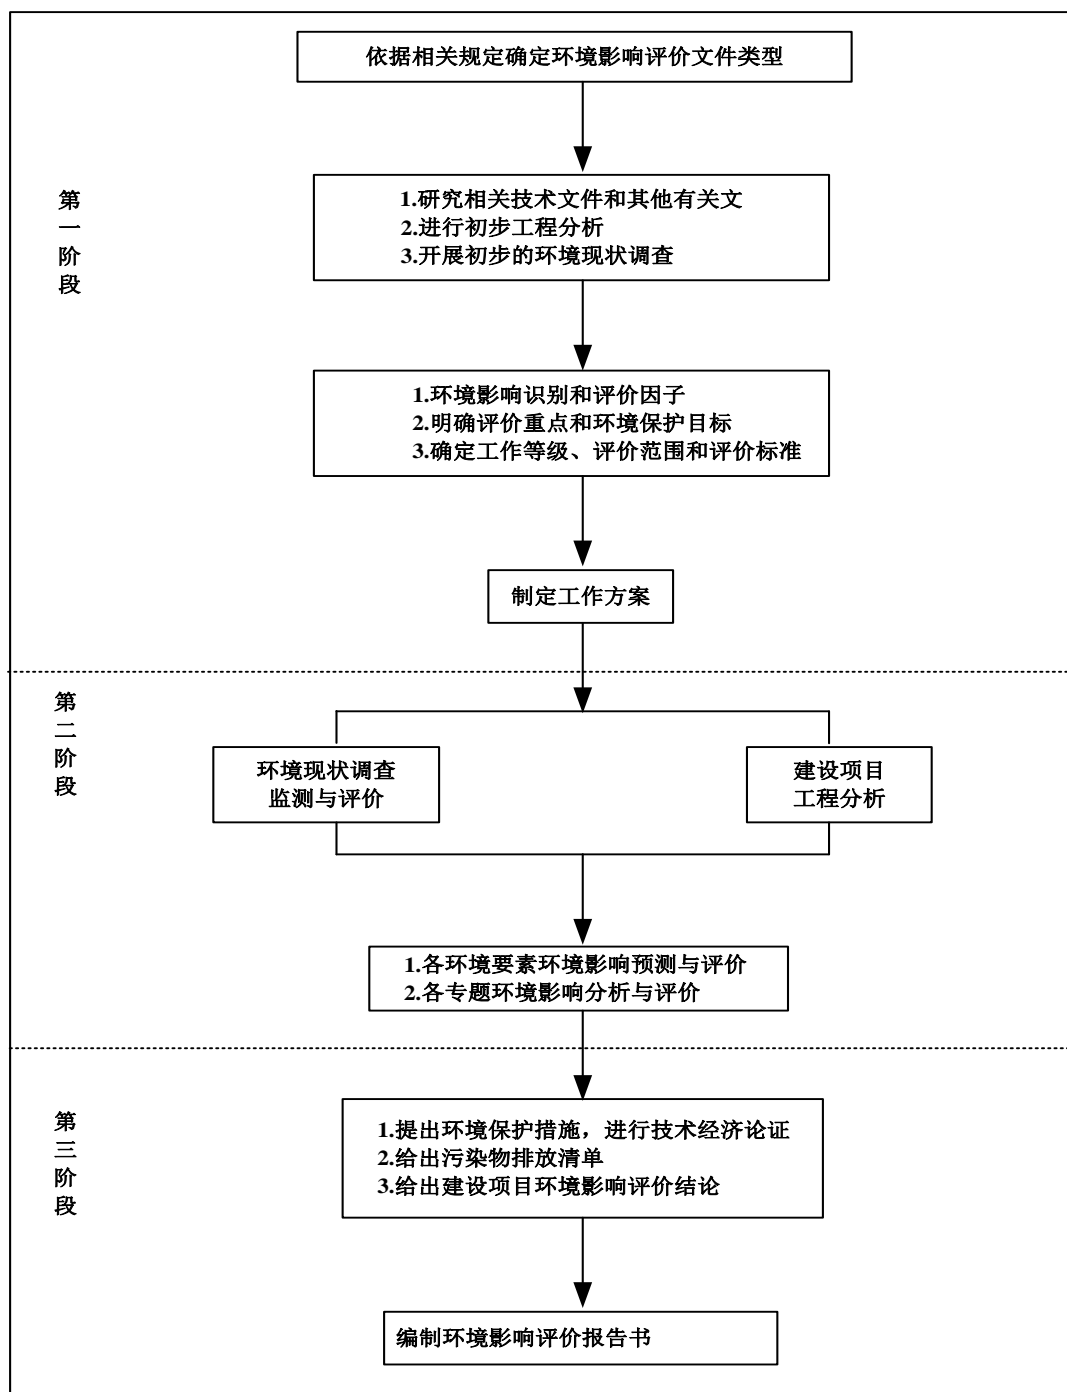 依据相关规定确定环境影响评价文件类型
第一阶段
1.研究相关技术文件和其他有关文
2.进行初步工程分析
3.开展初步的环境现状调查
1.环境影响识别和评价因子
2.明确评价重点和环境保护目标
3.确定工作等级、评价范围和评价标准
制定工作方案
第二阶段
环境现状调查
监测与评价
建设项目
工程分析
1.各环境要素环境影响预测与评价
2.各专题环境影响分析与评价
第三阶段
1.提出环境保护措施，进行技术经济论证
2.给出污染物排放清单
3.给出建设项目环境影响评价结论
编制环境影响评价报告书